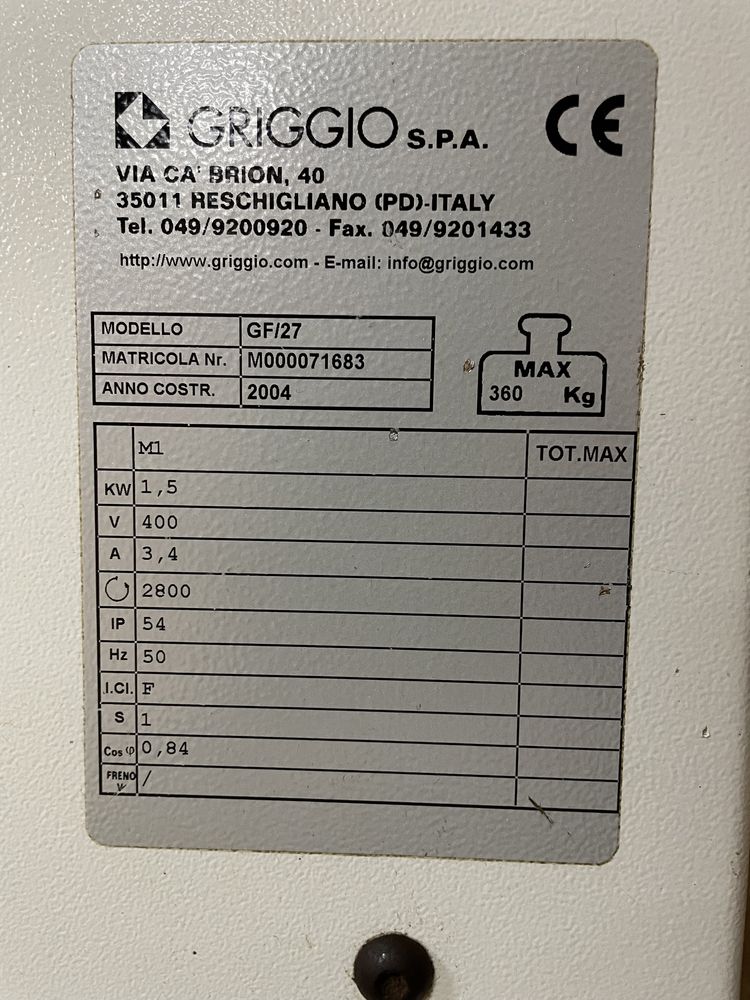 GRIGGIO S.P.A. CE
VIA CA' BRION, 40
35011 RESCHIGLIANO (PD)-ITALY
Tel. 049/9200920 - Fax. 049/9201433
http://www.griggio.com - E-mail: info@griggio.com
MODELLO GF/27
MATRICOLA Nr. M000071683
ANNO COSTR. 2004
MAX
360 Kg
M1 TOT.MAX
KW 1,5
V 400
A 3,4
2800
IP 54
Hz 50
I.Cl. F
S 1
Cos φ 0,84
FRENO V /